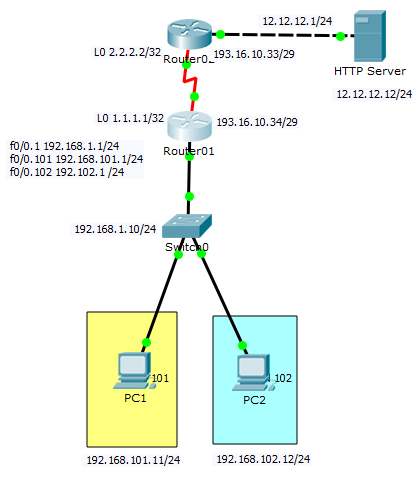 12.12.12.1/24
L0 2.2.2.2/32
Router02
193.16.10.33/29
HTTP Server
12.12.12.12/24
L0 1.1.1.1/32
193.16.10.34/29
f0/0.1 192.168.1.1/24
f0/0.101 192.168.101.1/24
f0/0.102 192.102.1 /24
Router01
192.168.1.10/24
Switch0
101
102
PC1
PC2
192.168.101.11/24
192.168.102.12/24